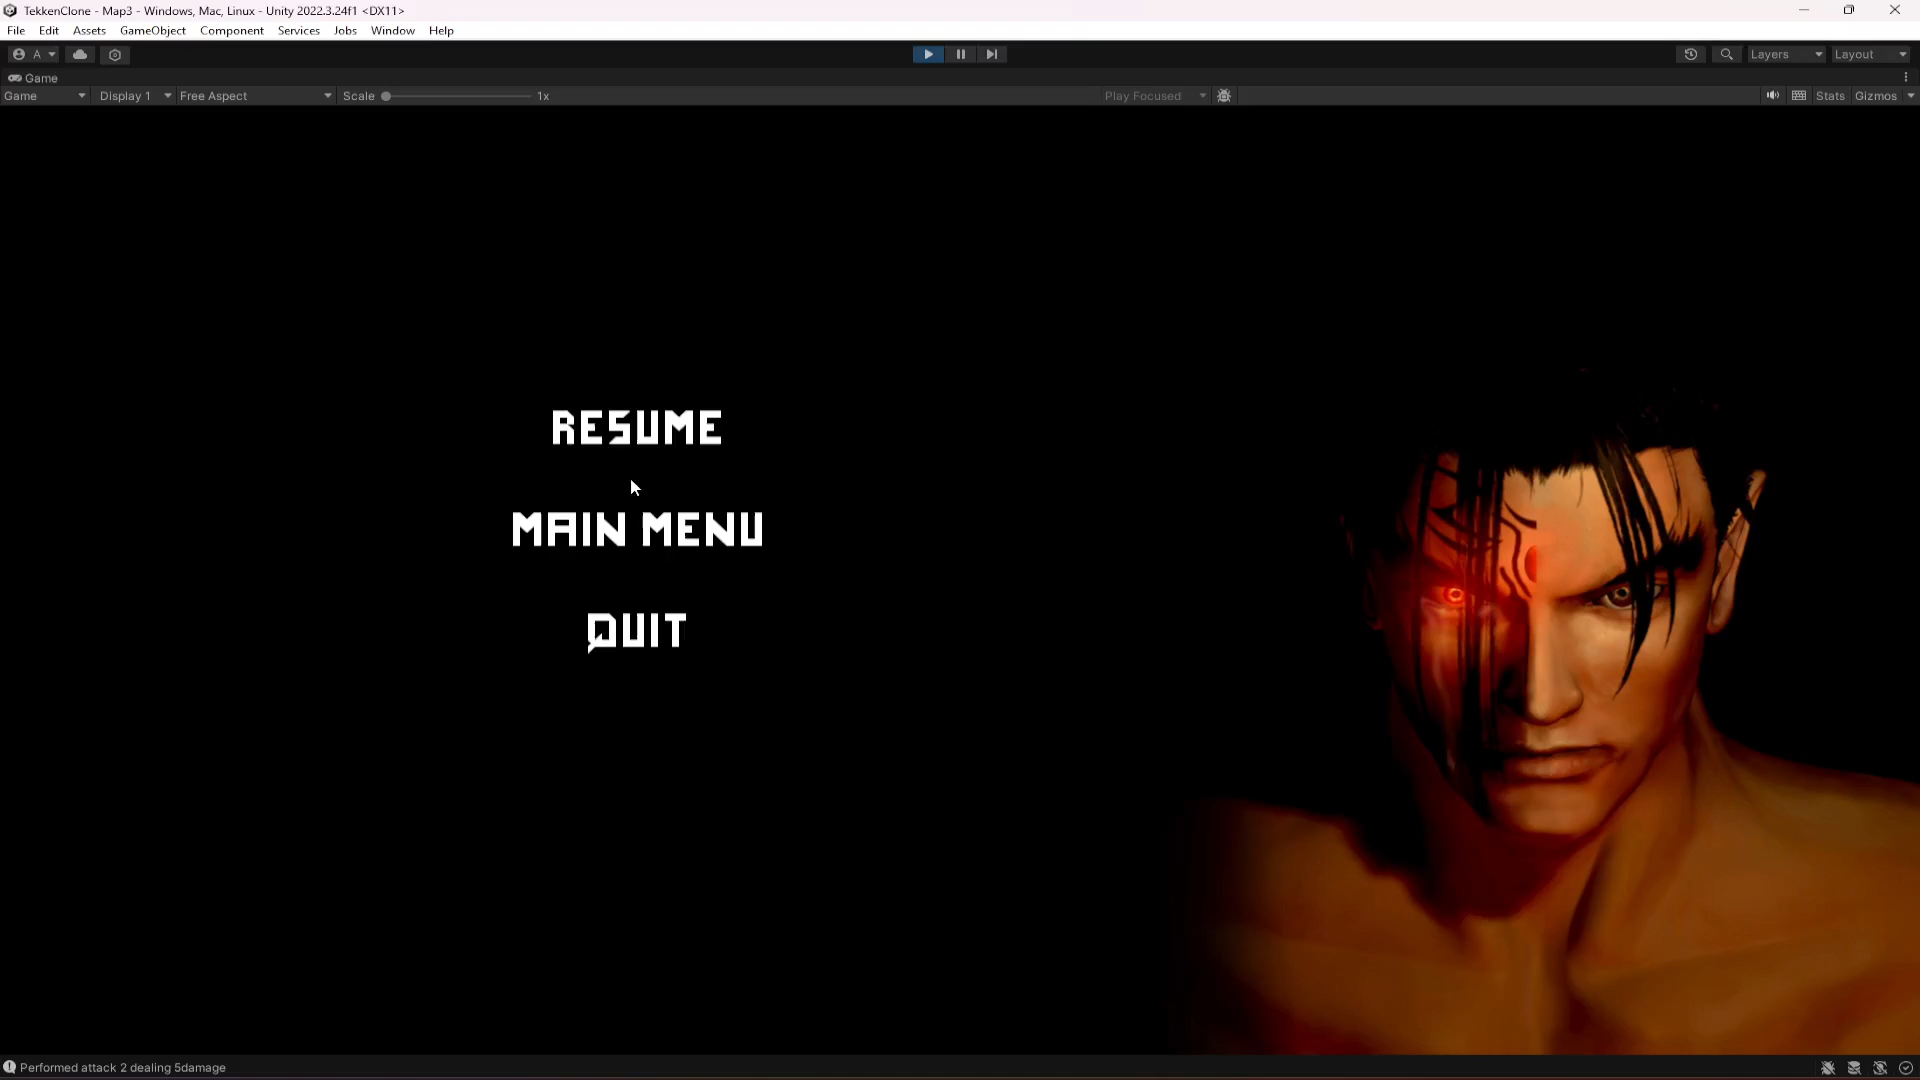 TekkenClone - Map3 - Windows, Mac, Linux - Unity 2022.3.24f1 <DX11>
File Edit Assets GameObject Component Services Jobs Window Help
A Layers Layout
Game
Game Display 1 Free Aspect Scale 1x Play Focused Stats Gizmos
RESUME
MAIN MENU
QUIT
Performed attack 2 dealing 5damage